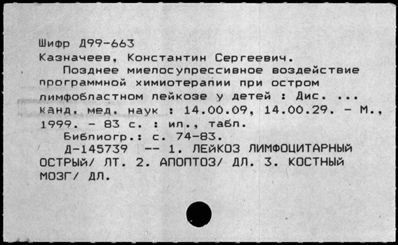 Шифр Д99-663
Казначеев, Константин Сергеевич.
Позднее миелосупрессивное воздействие
программной химиотерапии при остром
лимфобластном лейкозе у детей : Дис. ...
канд. мед. наук : 14.00.09, 14.00.29. - М.,
1999. - 83 с. : ил., табл.
Библиогр.: с. 74-83.
Д-145739 -- 1. ЛЕЙКОЗ ЛИМФОЦИТАРНЫЙ
ОСТРЫЙ/ ЛТ. 2. АПОПТОЗ/ ДЛ. 3. КОСТНЫЙ
МОЗГ/ ДЛ.